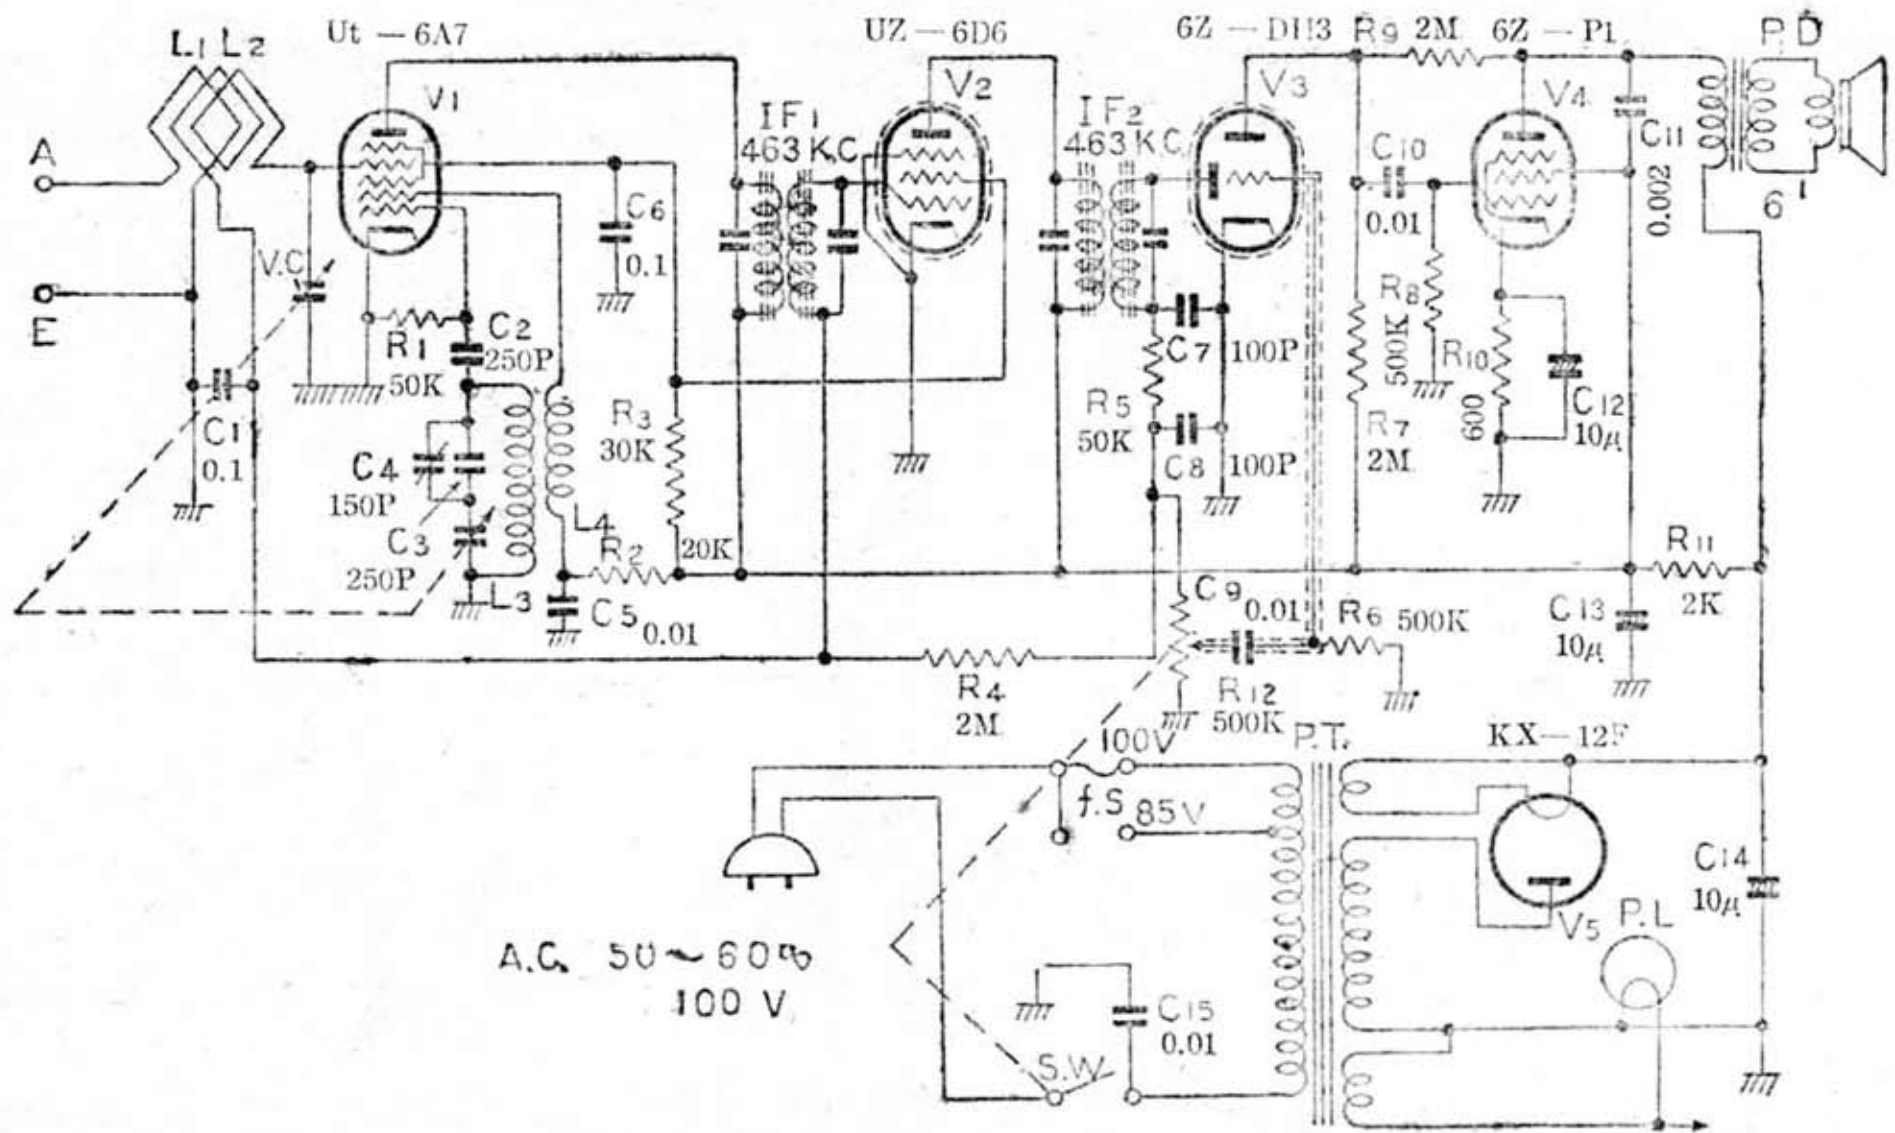 Ut – 6A7
UZ – 6D6
6Z – DH3
R9 2M
6Z – P1
P.D
L1 L2
V1
V2
V3
V4
A
E
IF1
463 K.C
IF2
463 K.C
C10
0.01
C11
0.002
6
C6
0.1
V.C
R1
50K
C2
250P
C1
0.1
C4
150P
C3
250P
L3
L4
R3
30K
R2
20K
C5 0.01
C7 100P
R5
50K
C8 100P
R8
500K
R7
2M
R10
600
C12
10μ
R11
2K
C13
10μ
C9 0.01
R6 500K
R12
500K
R4
2M
100V
f.S
85V
P.T.
KX–12F
V5
P.L
C14
10μ
A.C. 50~60
100 V
C15
0.01
S.W